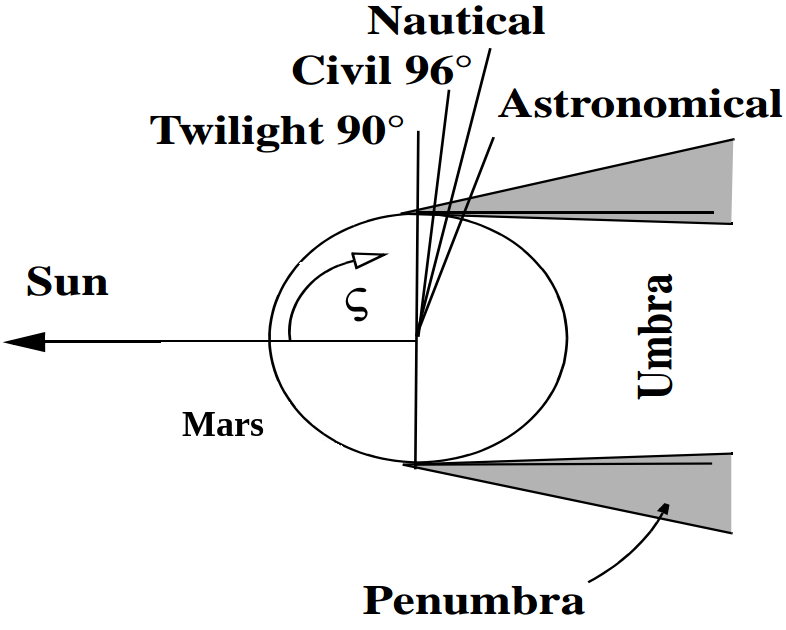 Nautical
Civil 96°
Astronomical
Twilight 90°
Sun
ς
Umbra
Mars
Penumbra